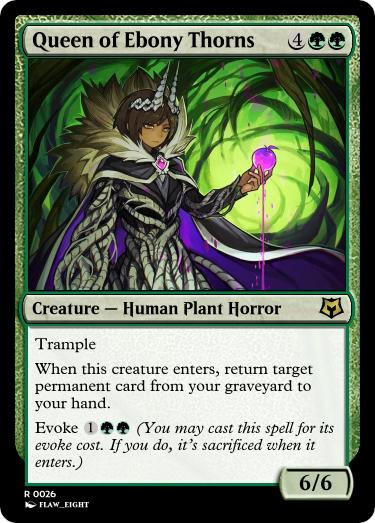 Queen of Ebony Thorns 4
Creature — Human Plant Horror
Trample
When this creature enters, return target
permanent card from your graveyard to
your hand.
Evoke 1 (You may cast this spell for its
evoke cost. If you do, it's sacrificed when it
enters.)
6/6
R 0026
FLAW_EIGHT